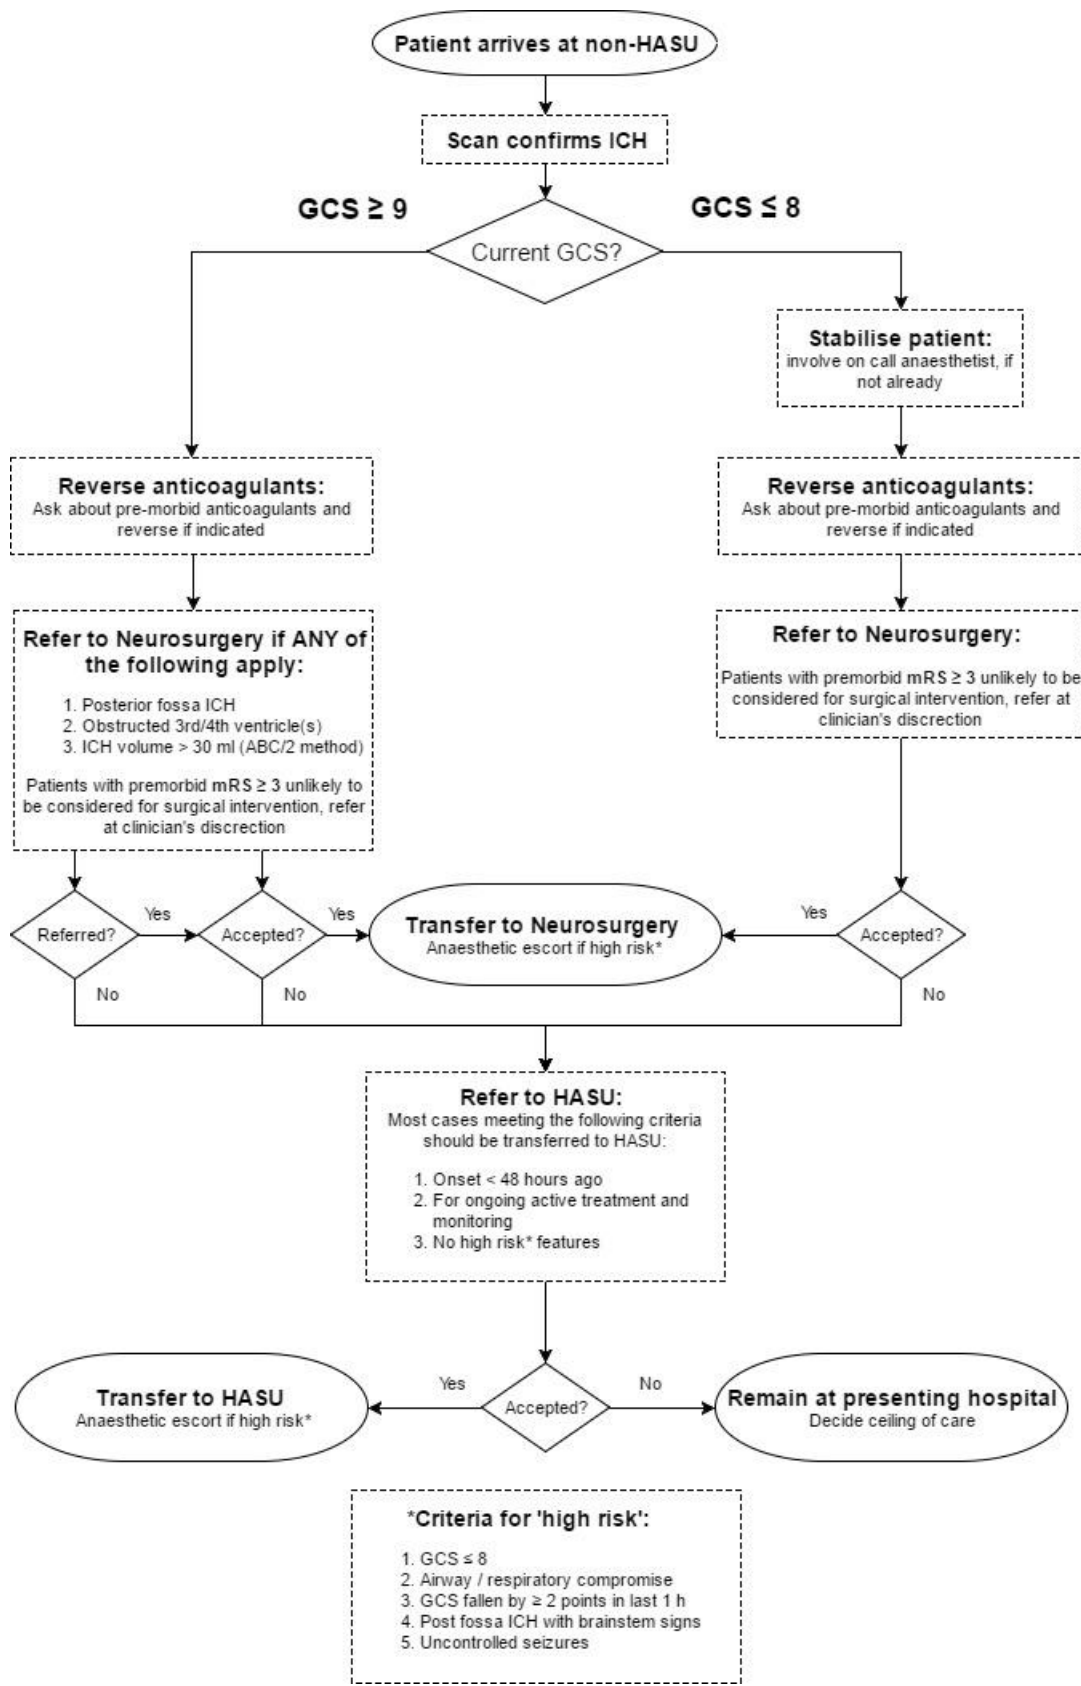 Patient arrives at non-HASU
Scan confirms ICH
GCS ≥ 9
GCS ≤ 8
Current GCS?
Stabilise patient:
involve on call anaesthetist, if
not already
Reverse anticoagulants:
Ask about pre-morbid anticoagulants and
reverse if indicated
Reverse anticoagulants:
Ask about pre-morbid anticoagulants and
reverse if indicated
Refer to Neurosurgery if ANY of
the following apply:
1. Posterior fossa ICH
2. Obstructed 3rd/4th ventricle(s)
3. ICH volume > 30 ml (ABC/2 method)
Patients with premorbid mRS ≥ 3 unlikely to
be considered for surgical intervention, refer
at clinician's discrection
Refer to Neurosurgery:
Patients with premorbid mRS ≥ 3 unlikely to be
considered for surgical intervention, refer at
clinician's discrection
Referred?
Yes
No
Accepted?
Yes
No
Transfer to Neurosurgery
Anaesthetic escort if high risk*
Yes
Accepted?
No
Refer to HASU:
Most cases meeting the following criteria
should be transferred to HASU:
1. Onset < 48 hours ago
2. For ongoing active treatment and
monitoring
3. No high risk* features
Transfer to HASU
Anaesthetic escort if high risk*
Yes
Accepted?
No
Remain at presenting hospital
Decide ceiling of care
*Criteria for 'high risk':
1. GCS ≤ 8
2. Airway / respiratory compromise
3. GCS fallen by ≥ 2 points in last 1 h
4. Post fossa ICH with brainstem signs
5. Uncontrolled seizures